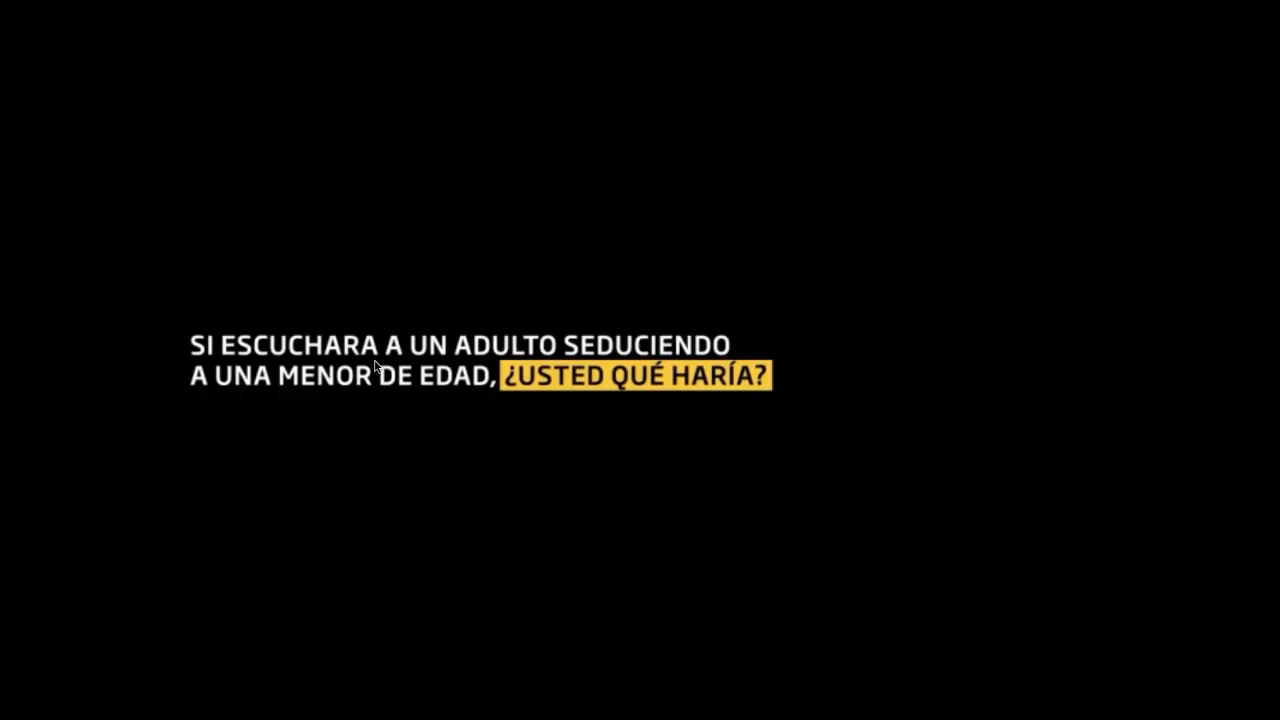 SI ESCUCHARA A UN ADULTO SEDUCIENDO
A UNA MENOR DE EDAD, ¿USTED QUÉ HARÍA?